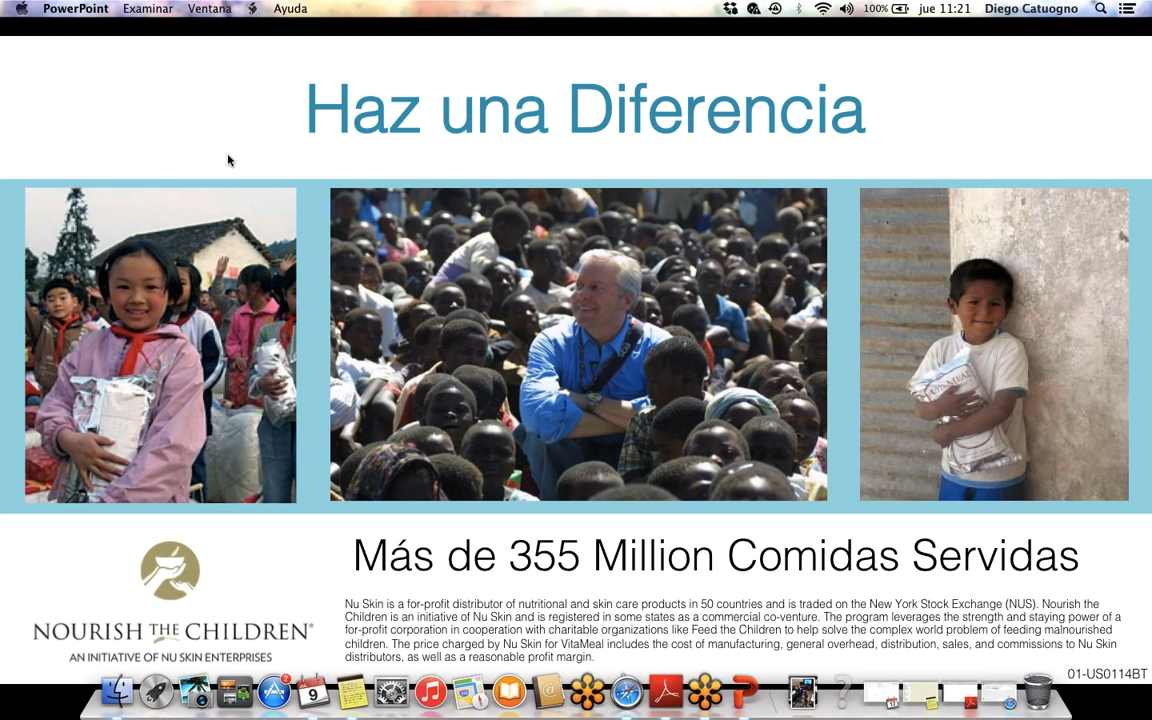 PowerPoint Examinar Ventana Ayuda 100% jue 11:21 Diego Catuogno
Haz una Diferencia
VITAMEAL
Más de 355 Million Comidas Servidas
NOURISH THE CHILDREN®
AN INITIATIVE OF NU SKIN ENTERPRISES
Nu Skin is a for-profit distributor of nutritional and skin care products in 50 countries and is traded on the New York Stock Exchange (NUS). Nourish the
Children is an initiative of Nu Skin and is registered in some states as a commercial co-venture. The program leverages the strength and staying power of a
for-profit corporation in cooperation with charitable organizations like Feed the Children to help solve the complex world problem of feeding malnourished
children. The price charged by Nu Skin for VitaMeal includes the cost of manufacturing, general overhead, distribution, sales, and commissions to Nu Skin
distributors, as well as a reasonable profit margin.
01-US0114BT
2
9
17